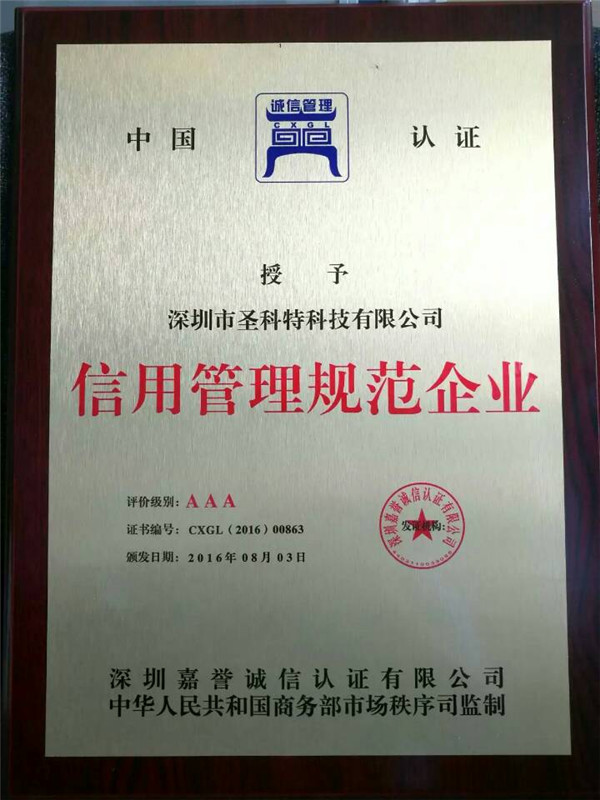 诚信管理
CXGL
中国 认证
授予
深圳市圣科特科技有限公司
信用管理规范企业
评价级别：AAA
证书编号：CXGL（2016）00863
颁发日期：2016年08月03日
深圳嘉誉诚信认证有限公司
发证机构：
深圳嘉誉诚信认证有限公司
中华人民共和国商务部市场秩序司监制